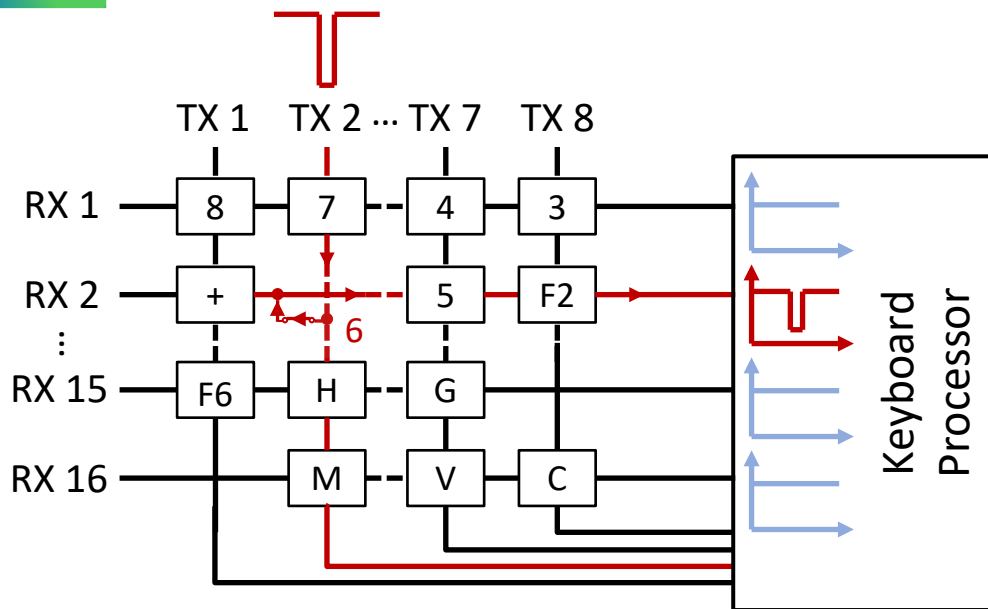 TX 1 TX 2 ... TX 7 TX 8
RX 1 8 7 4 3
RX 2 + 5 F2
6
...
RX 15 F6 H G
RX 16 M V C
Keyboard
Processor